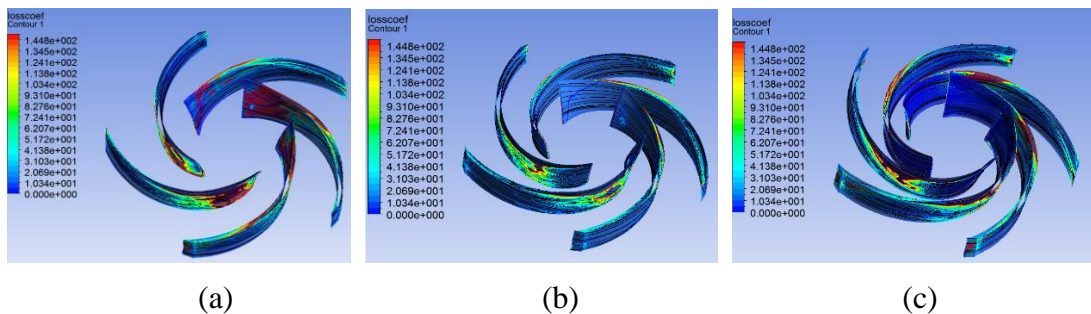 losscoef
Contour 1
1.448e+002
1.345e+002
1.241e+002
1.138e+002
1.034e+002
9.310e+001
8.276e+001
7.241e+001
6.207e+001
5.172e+001
4.138e+001
3.103e+001
2.069e+001
1.034e+001
0.000e+000
losscoef
Contour 1
1.448e+002
1.345e+002
1.241e+002
1.138e+002
1.034e+002
9.310e+001
8.276e+001
7.241e+001
6.207e+001
5.172e+001
4.138e+001
3.103e+001
2.069e+001
1.034e+001
0.000e+000
losscoef
Contour 1
1.448e+002
1.345e+002
1.241e+002
1.138e+002
1.034e+002
9.310e+001
8.276e+001
7.241e+001
6.207e+001
5.172e+001
4.138e+001
3.103e+001
2.069e+001
1.034e+001
0.000e+000
(a)
(b)
(c)